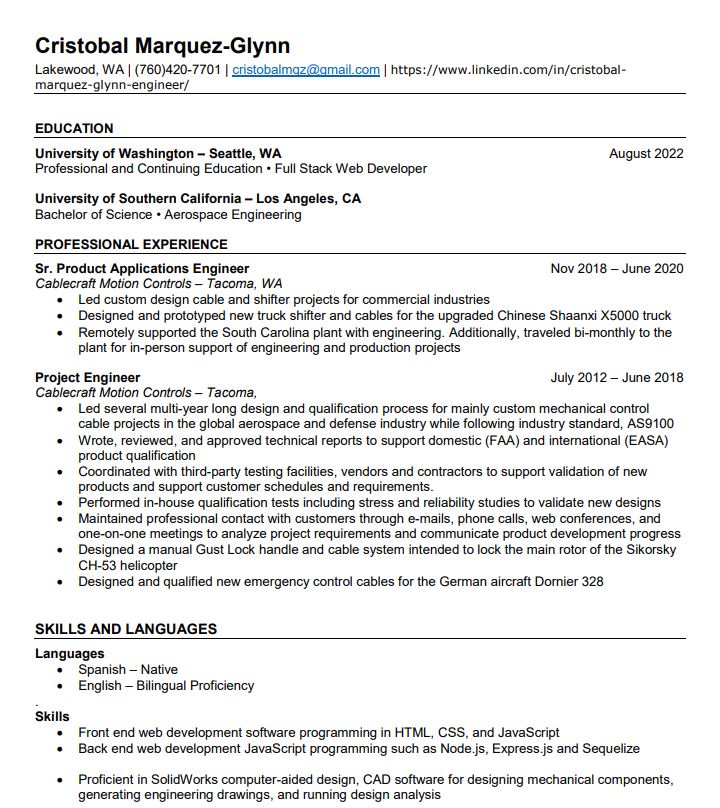 Cristobal Marquez-Glynn
Lakewood, WA | (760)420-7701 | cristobalmqz@gmail.com | https://www.linkedin.com/in/cristobal-
marquez-glynn-engineer/
EDUCATION
University of Washington – Seattle, WA August 2022
Professional and Continuing Education • Full Stack Web Developer
University of Southern California – Los Angeles, CA
Bachelor of Science • Aerospace Engineering
PROFESSIONAL EXPERIENCE
Sr. Product Applications Engineer Nov 2018 – June 2020
Cablecraft Motion Controls – Tacoma, WA
• Led custom design cable and shifter projects for commercial industries
• Designed and prototyped new truck shifter and cables for the upgraded Chinese Shaanxi X5000 truck
• Remotely supported the South Carolina plant with engineering. Additionally, traveled bi-monthly to the
plant for in-person support of engineering and production projects
Project Engineer July 2012 – June 2018
Cablecraft Motion Controls – Tacoma,
• Led several multi-year long design and qualification process for mainly custom mechanical control
cable projects in the global aerospace and defense industry while following industry standard, AS9100
• Wrote, reviewed, and approved technical reports to support domestic (FAA) and international (EASA)
product qualification
• Coordinated with third-party testing facilities, vendors and contractors to support validation of new
products and support customer schedules and requirements.
• Performed in-house qualification tests including stress and reliability studies to validate new designs
• Maintained professional contact with customers through e-mails, phone calls, web conferences, and
one-on-one meetings to analyze project requirements and communicate product development progress
• Designed a manual Gust Lock handle and cable system intended to lock the main rotor of the Sikorsky
CH-53 helicopter
• Designed and qualified new emergency control cables for the German aircraft Dornier 328
SKILLS AND LANGUAGES
Languages
• Spanish – Native
• English – Bilingual Proficiency
.
Skills
• Front end web development software programming in HTML, CSS, and JavaScript
• Back end web development JavaScript programming such as Node.js, Express.js and Sequelize
• Proficient in SolidWorks computer-aided design, CAD software for designing mechanical components,
generating engineering drawings, and running design analysis